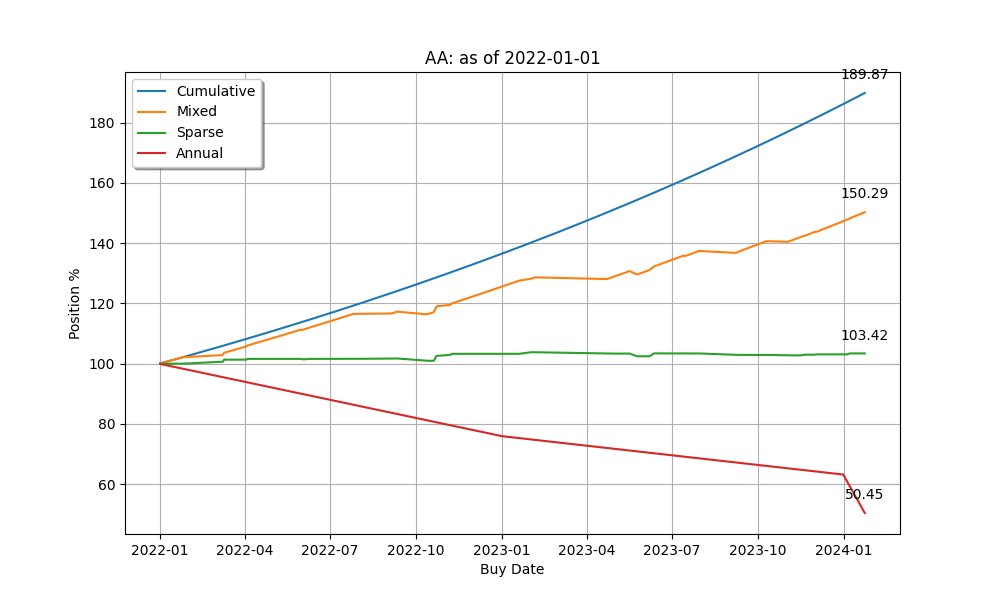 AA: as of 2022-01-01
Cumulative
Mixed
Sparse
Annual
189.87
150.29
103.42
50.45
Position %
180
160
140
120
100
80
60
2022-01 2022-04 2022-07 2022-10 2023-01 2023-04 2023-07 2023-10 2024-01
Buy Date